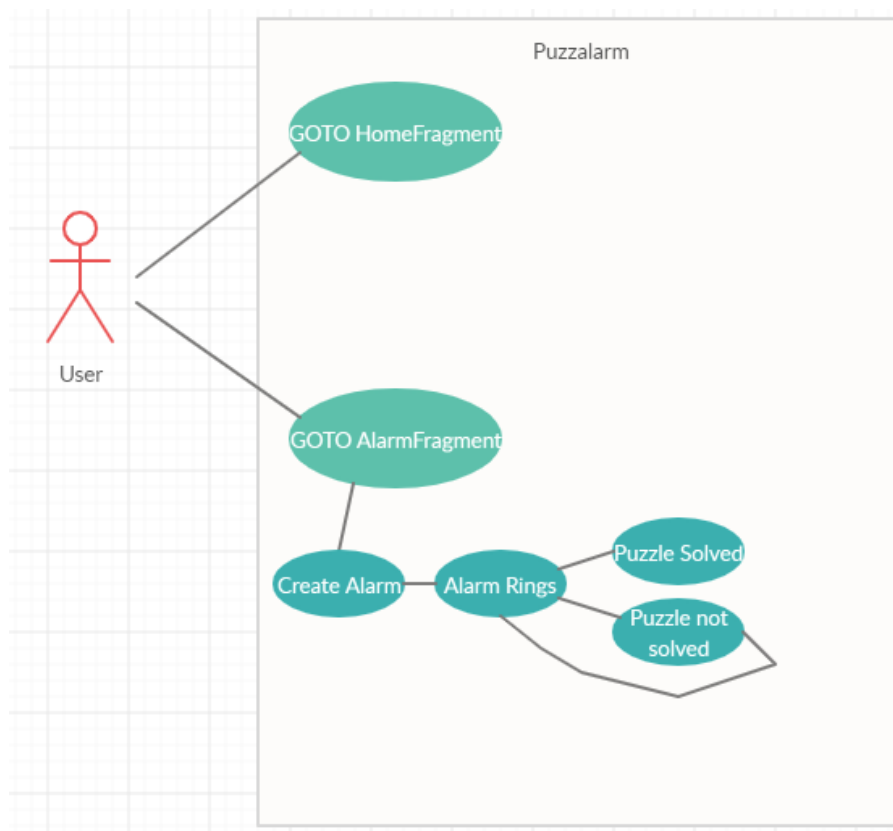 Puzzalarm
GOTO HomeFragment
User
GOTO AlarmFragment
Create Alarm
Alarm Rings
Puzzle Solved
Puzzle not
solved